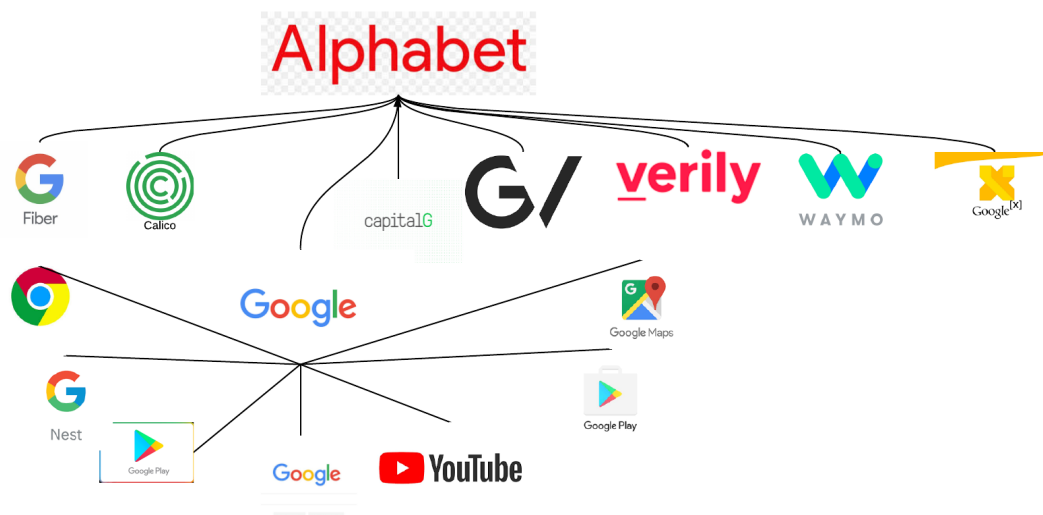 Alphabet
G
Fiber
Calico
capitalG
G/
verily
W
WAYMO
Google[x]
Google
G
Google Maps
G
Nest
Google Play
Google Play
Google
YouTube